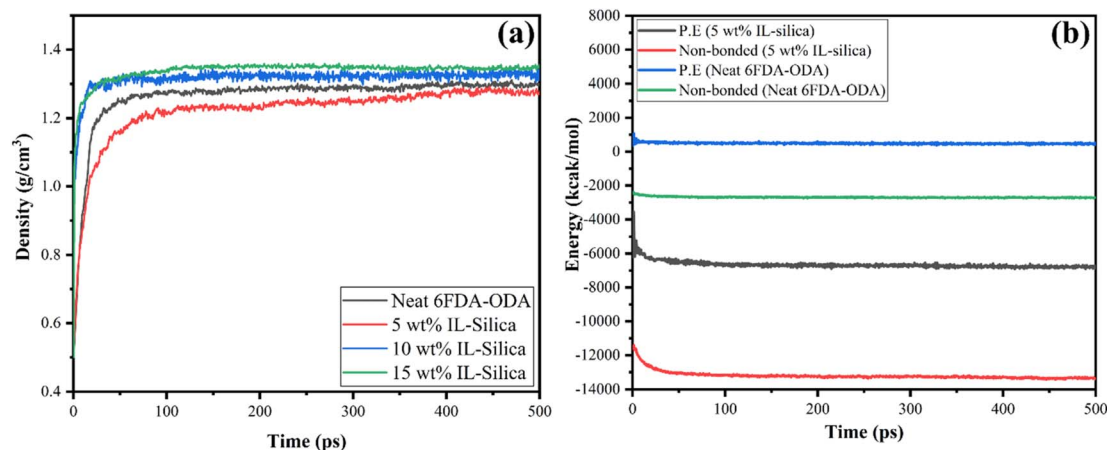 (a)
Density (g/cm³)
1.4
1.2
1.0
0.8
0.6
0.4
Neat 6FDA-ODA
5 wt% IL-Silica
10 wt% IL-Silica
15 wt% IL-Silica
0 100 200 300 400 500
Time (ps)
(b)
Energy (kcak/mol)
8000
6000
4000
2000
0
-2000
-4000
-6000
-8000
-10000
-12000
-14000
P.E (5 wt% IL-silica)
Non-bonded (5 wt% IL-silica)
P.E (Neat 6FDA-ODA)
Non-bonded (Neat 6FDA-ODA)
0 100 200 300 400 500
Time (ps)